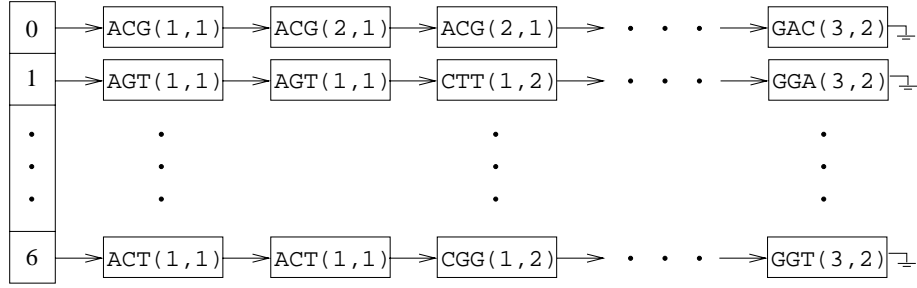 0 ACG(1,1) ACG(2,1) ACG(2,1) . . . GAC(3,2)
1 AGT(1,1) AGT(1,1) CTT(1,2) . . . GGA(3,2)
6 ACT(1,1) ACT(1,1) CGG(1,2) . . . GGT(3,2)